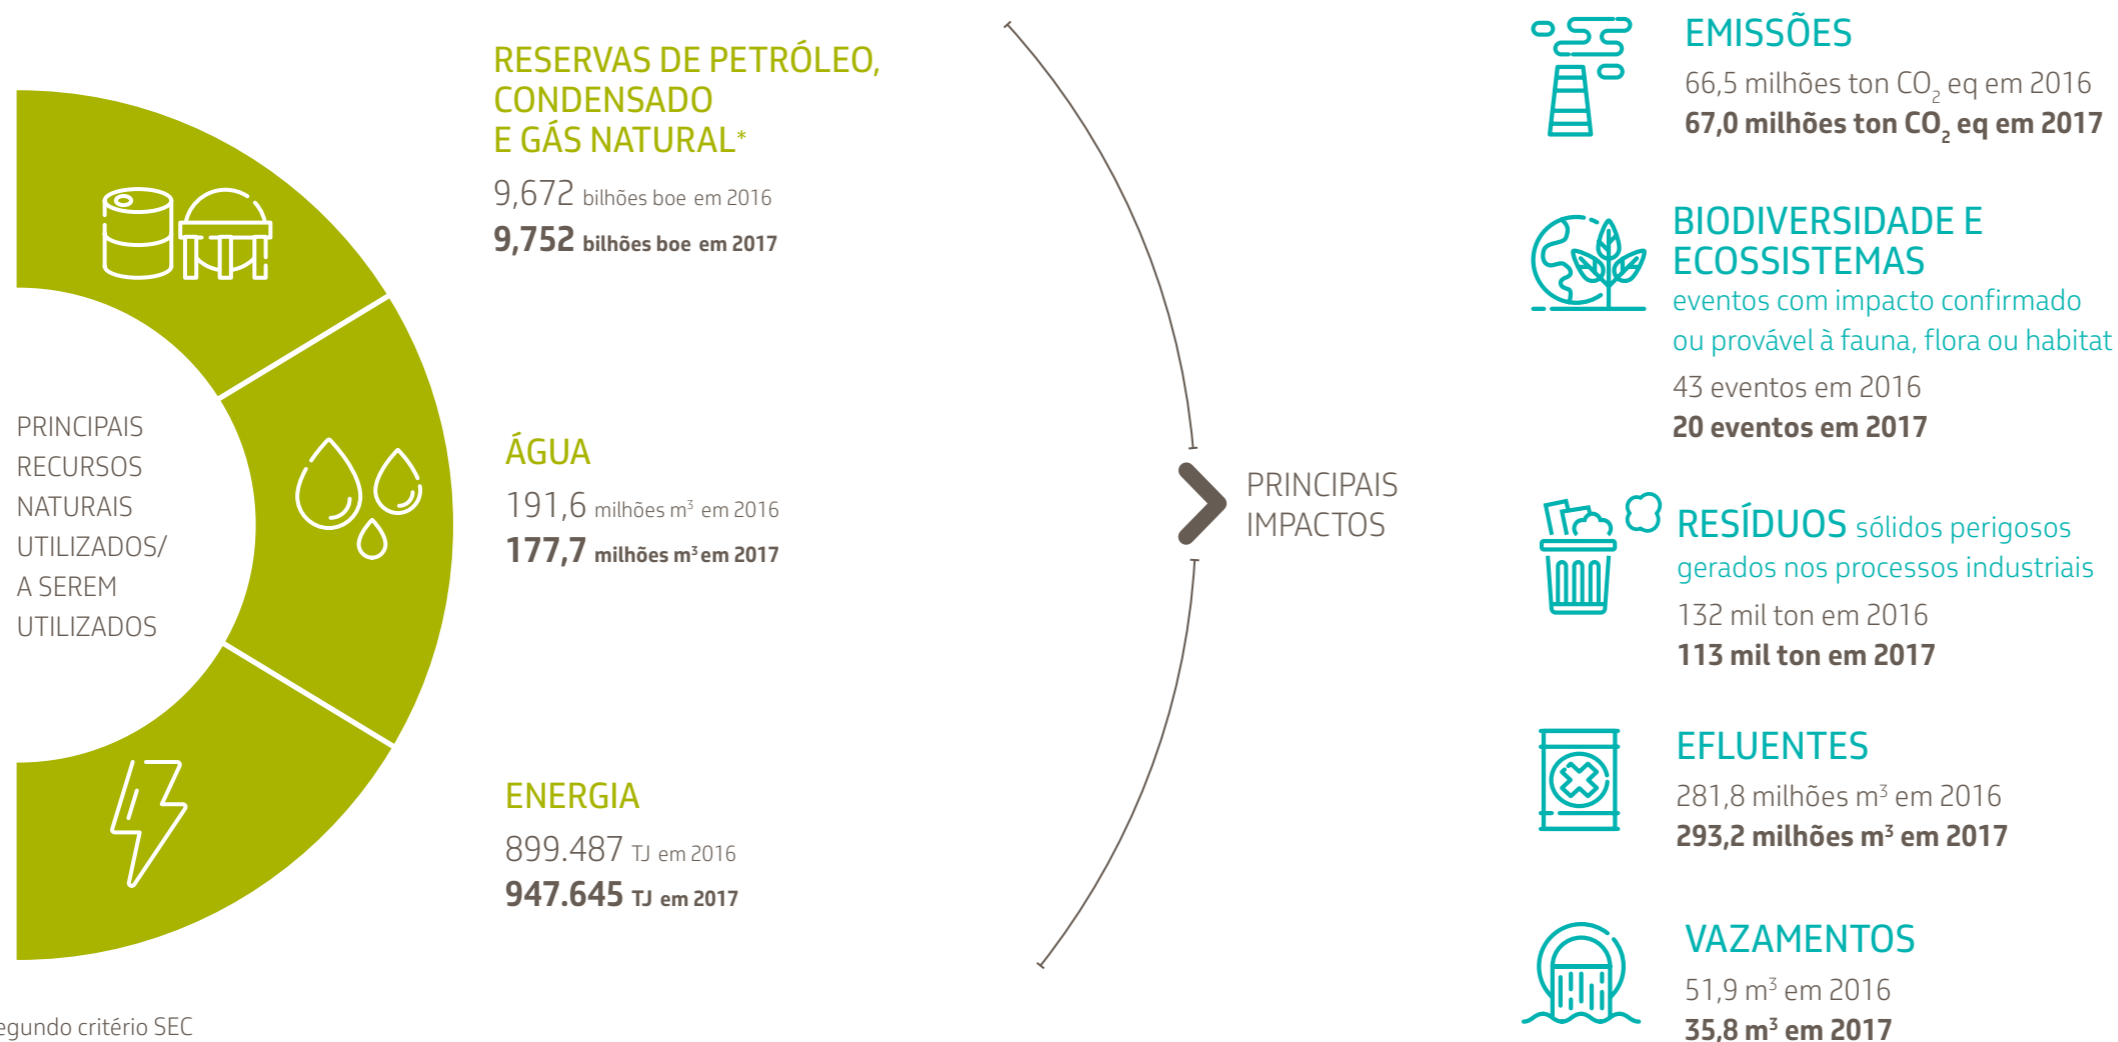 PRINCIPAIS
RECURSOS
NATURAIS
UTILIZADOS/
A SEREM
UTILIZADOS
RESERVAS DE PETRÓLEO,
CONDENSADO
E GÁS NATURAL*
9,672 bilhões boe em 2016
9,752 bilhões boe em 2017
ÁGUA
191,6 milhões m³ em 2016
177,7 milhões m³ em 2017
ENERGIA
899.487 TJ em 2016
947.645 TJ em 2017
PRINCIPAIS
IMPACTOS
EMISSÕES
66,5 milhões ton CO₂ eq em 2016
67,0 milhões ton CO₂ eq em 2017
BIODIVERSIDADE E
ECOSSISTEMAS
eventos com impacto confirmado
ou provável à fauna, flora ou habitat
43 eventos em 2016
20 eventos em 2017
RESÍDUOS sólidos perigosos
gerados nos processos industriais
132 mil ton em 2016
113 mil ton em 2017
EFLUENTES
281,8 milhões m³ em 2016
293,2 milhões m³ em 2017
VAZAMENTOS
51,9 m³ em 2016
35,8 m³ em 2017
egundo critério SEC